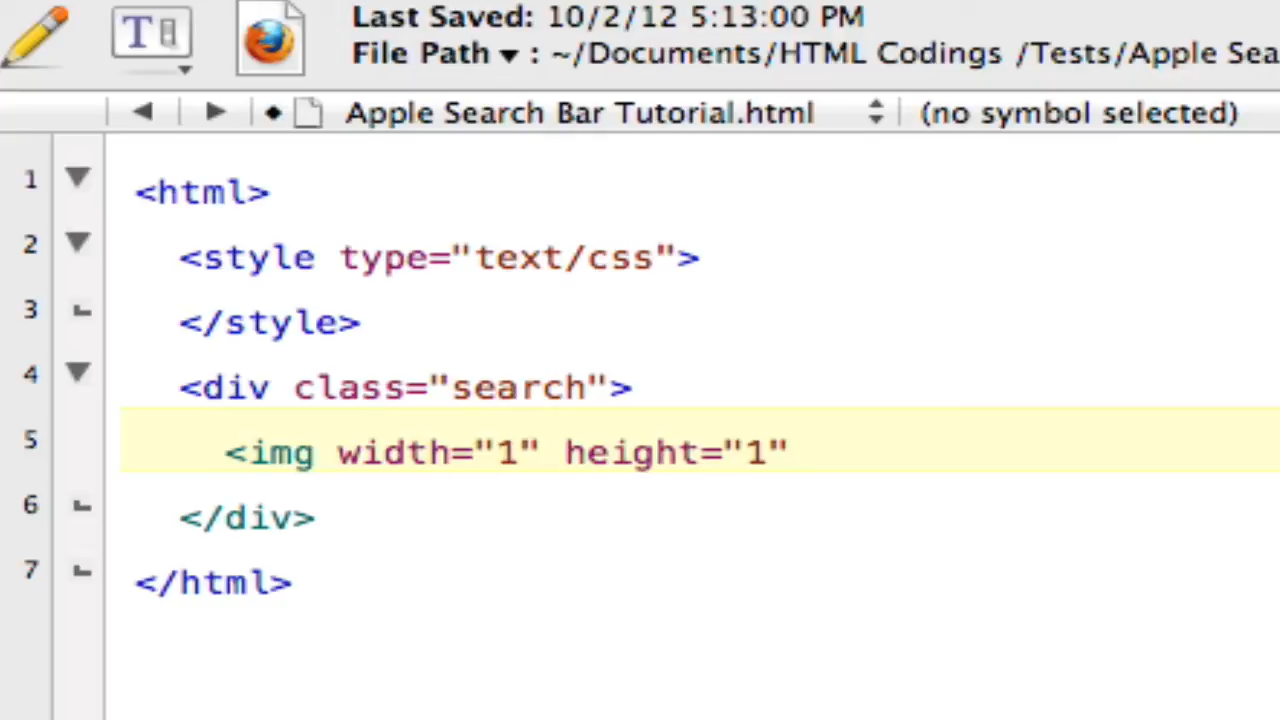 Last Saved: 10/2/12 5:13:00 PM
File Path ▾ : ~/Documents/HTML Codings /Tests/Apple Sea
Apple Search Bar Tutorial.html (no symbol selected)
1 <html>
2 <style type="text/css">
3 </style>
4 <div class="search">
5 <img width="1" height="1"
6 </div>
7 </html>